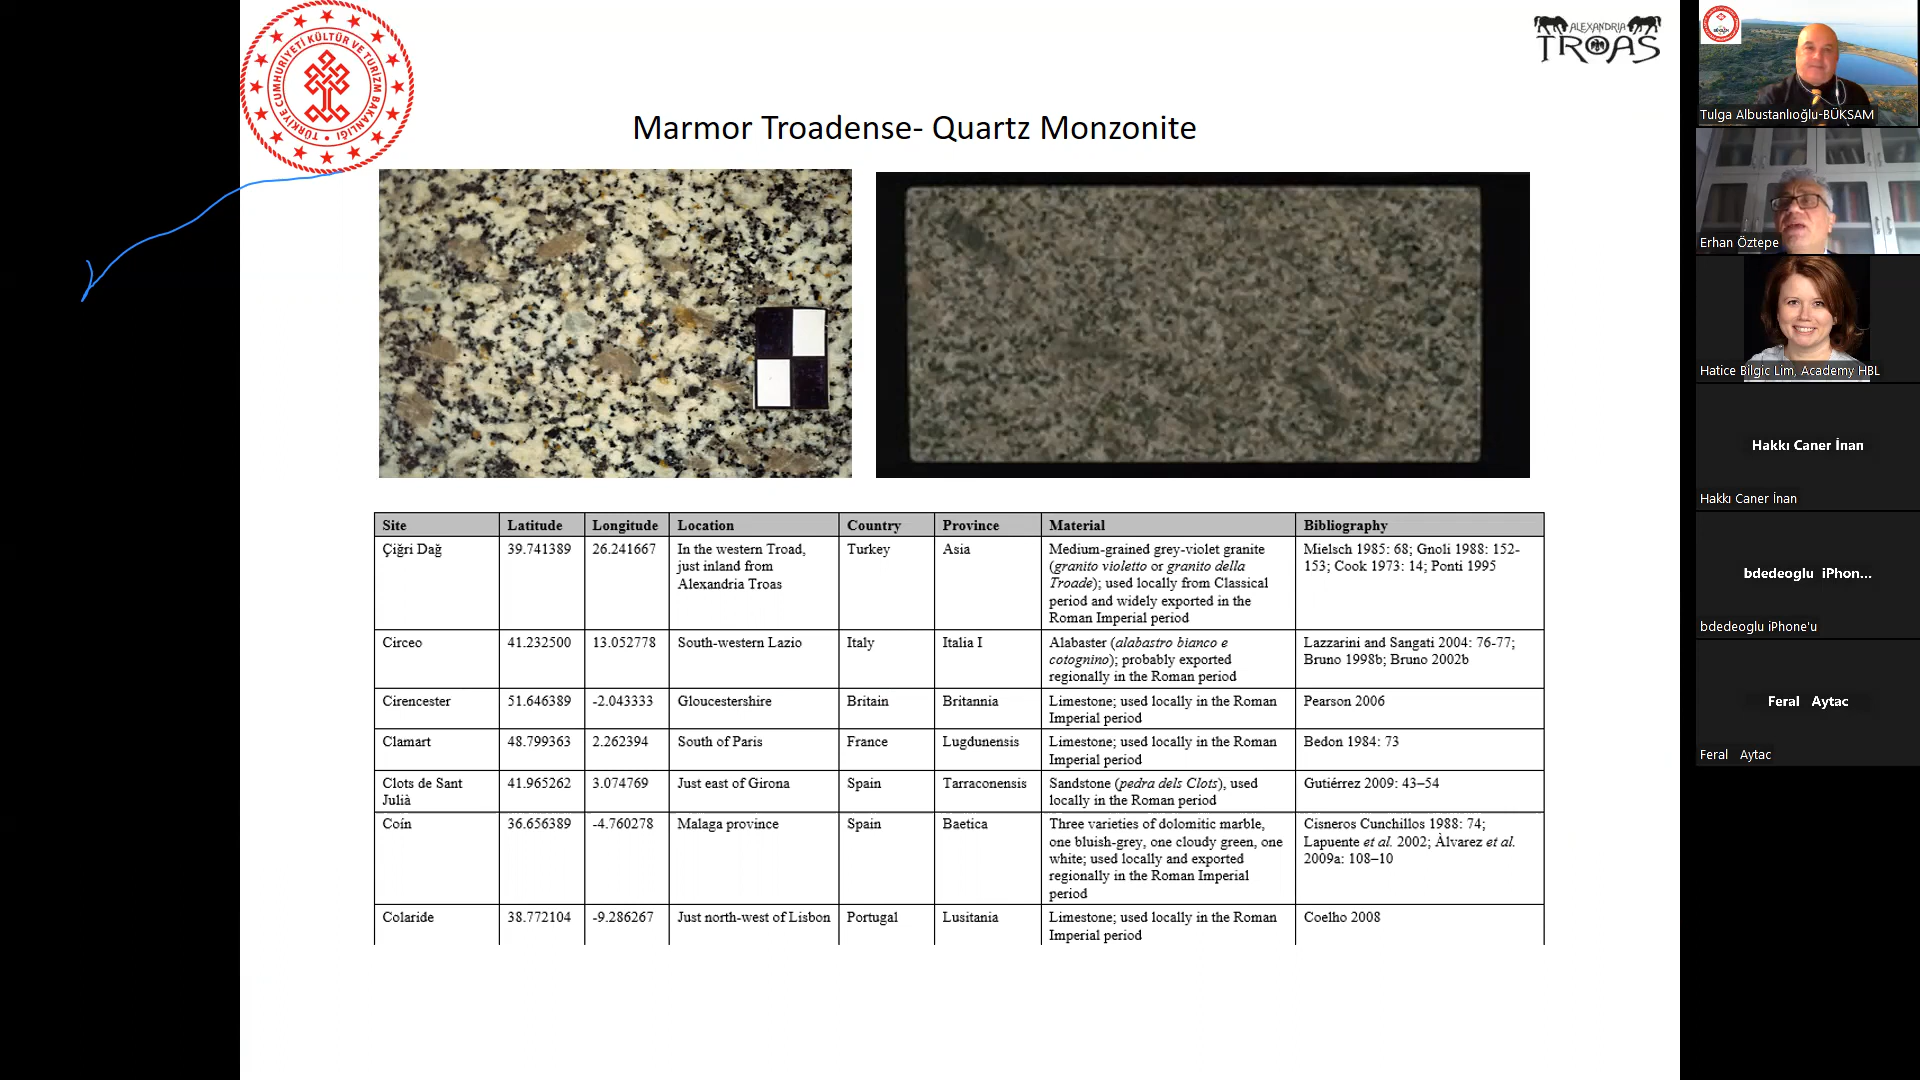 TÜRKİYE CUMHURİYETİ KÜLTÜR VE TURİZM BAKANLIĞI
ALEXANDRIA
TROAS
Marmor Troadense- Quartz Monzonite
Site Latitude Longitude Location Country Province Material Bibliography
Çiğri Dağ 39.741389 26.241667 In the western Troad, Turkey Asia Medium-grained grey-violet granite Mielsch 1985: 68; Gnoli 1988: 152-
just inland from (granito violetto or granito della 153; Cook 1973: 14; Ponti 1995
Alexandria Troas Troade); used locally from Classical
period and widely exported in the
Roman Imperial period
Circeo 41.232500 13.052778 South-western Lazio Italy Italia I Alabaster (alabastro bianco e Lazzarini and Sangati 2004: 76-77;
cotognino); probably exported Bruno 1998b; Bruno 2002b
regionally in the Roman period
Cirencester 51.646389 -2.043333 Gloucestershire Britain Britannia Limestone; used locally in the Roman Pearson 2006
Imperial period
Clamart 48.799363 2.262394 South of Paris France Lugdunensis Limestone; used locally in the Roman Bedon 1984: 73
Imperial period
Clots de Sant 41.965262 3.074769 Just east of Girona Spain Tarraconensis Sandstone (pedra dels Clots), used Gutiérrez 2009: 43–54
Julià locally in the Roman period
Coín 36.656389 -4.760278 Malaga province Spain Baetica Three varieties of dolomitic marble, Cisneros Cunchillos 1988: 74;
one bluish-grey, one cloudy green, one Lapuente et al. 2002; Àlvarez et al.
white; used locally and exported 2009a: 108–10
regionally in the Roman Imperial
period
Colaride 38.772104 -9.286267 Just north-west of Lisbon Portugal Lusitania Limestone; used locally in the Roman Coelho 2008
Imperial period
Tulga Albustanlıoğlu-BÜKSAM
Erhan Öztepe
Hatice Bilgic Lim, Academy HBL
Hakkı Caner İnan
Hakkı Caner İnan
bdedeoglu iPhon...
bdedeoglu iPhone'u
Feral Aytac
Feral Aytac